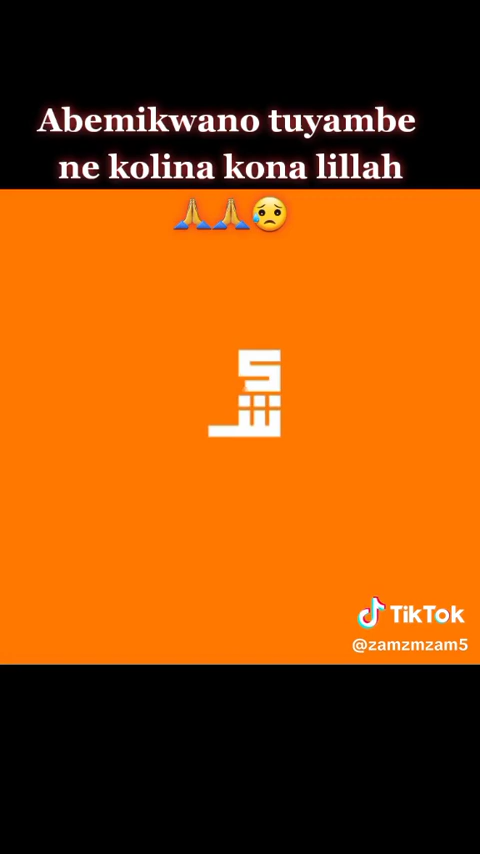 Abemikwano tuyambe
ne kolina kona lillah
🙏🙏😥
TikTok
@zamzmzam5